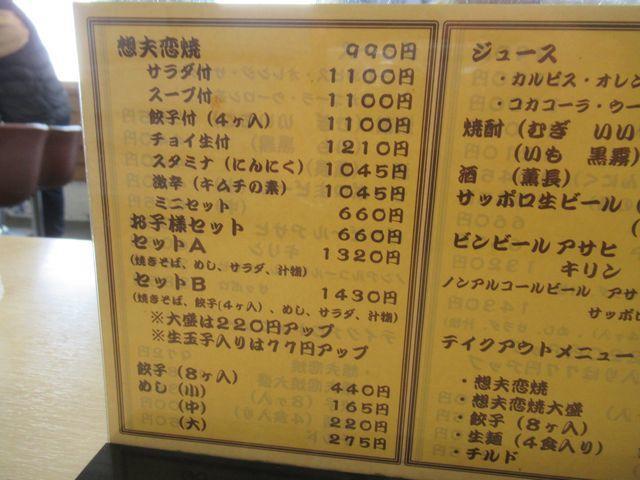 想夫恋焼 990円
サラダ付 1100円
スープ付 1100円
餃子付(4ヶ入) 1100円
チョイ生付 1210円
スタミナ(にんにく) 1045円
激辛(キムチの素) 1045円
ミニセット 660円
お子様セット 660円
セットA 1320円
(焼きそば、めし、サラダ、汁物)
セットB 1430円
(焼きそば、餃子(4ヶ入)、めし、サラダ、汁物)
※大盛は220円アップ
※生玉子入りは77円アップ
餃子(8ヶ入) 440円
めし(小) 165円
(中) 220円
(大) 275円
ジュース
・カルピス・オレン
・コカコーラ・ウー
焼酎(むぎ いい
(いも 黒霧)
酒(薫長)
サッポロ生ビール(
ビンビール アサヒ
キリン
ノンアルコールビール アサ
サッポ
テイクアウトメニュー
・想夫恋焼
・想夫恋焼大盛
・餃子(8ヶ入)
・生麺(4食入り)
・チルド